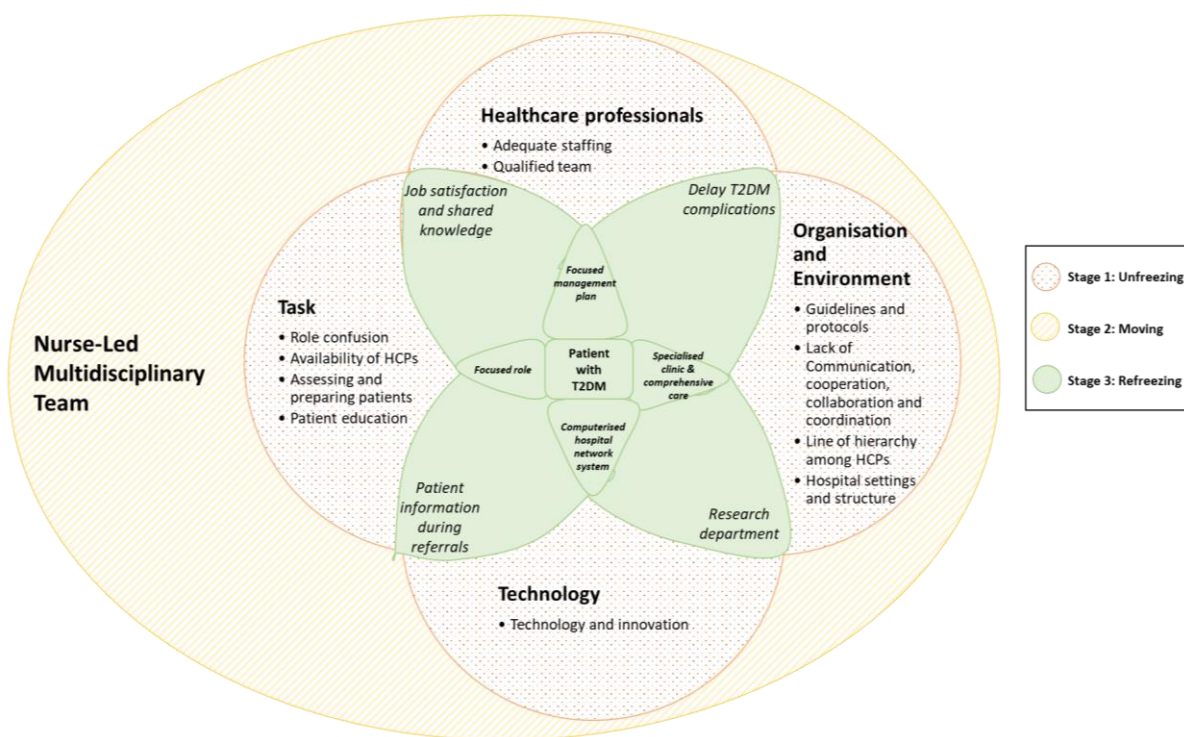 Healthcare professionals
• Adequate staffing
• Qualified team
Job satisfaction
and shared
knowledge
Delay T2DM
complications
Organisation
and
Environment
• Guidelines and
protocols
• Lack of
Communication,
cooperation,
collaboration and
coordination
• Line of hierarchy
among HCPs
• Hospital settings
and structure
Focused
management
plan
Task
• Role confusion
• Availability of HCPs
• Assessing and
preparing patients
• Patient education
Nurse-Led
Multidisciplinary
Team
Focused role
Patient
with
T2DM
Specialised
clinic &
comprehensive
care
Computerised
hospital
network
system
Patient
information
during
referrals
Research
department
Technology
• Technology and innovation
Stage 1: Unfreezing
Stage 2: Moving
Stage 3: Refreezing